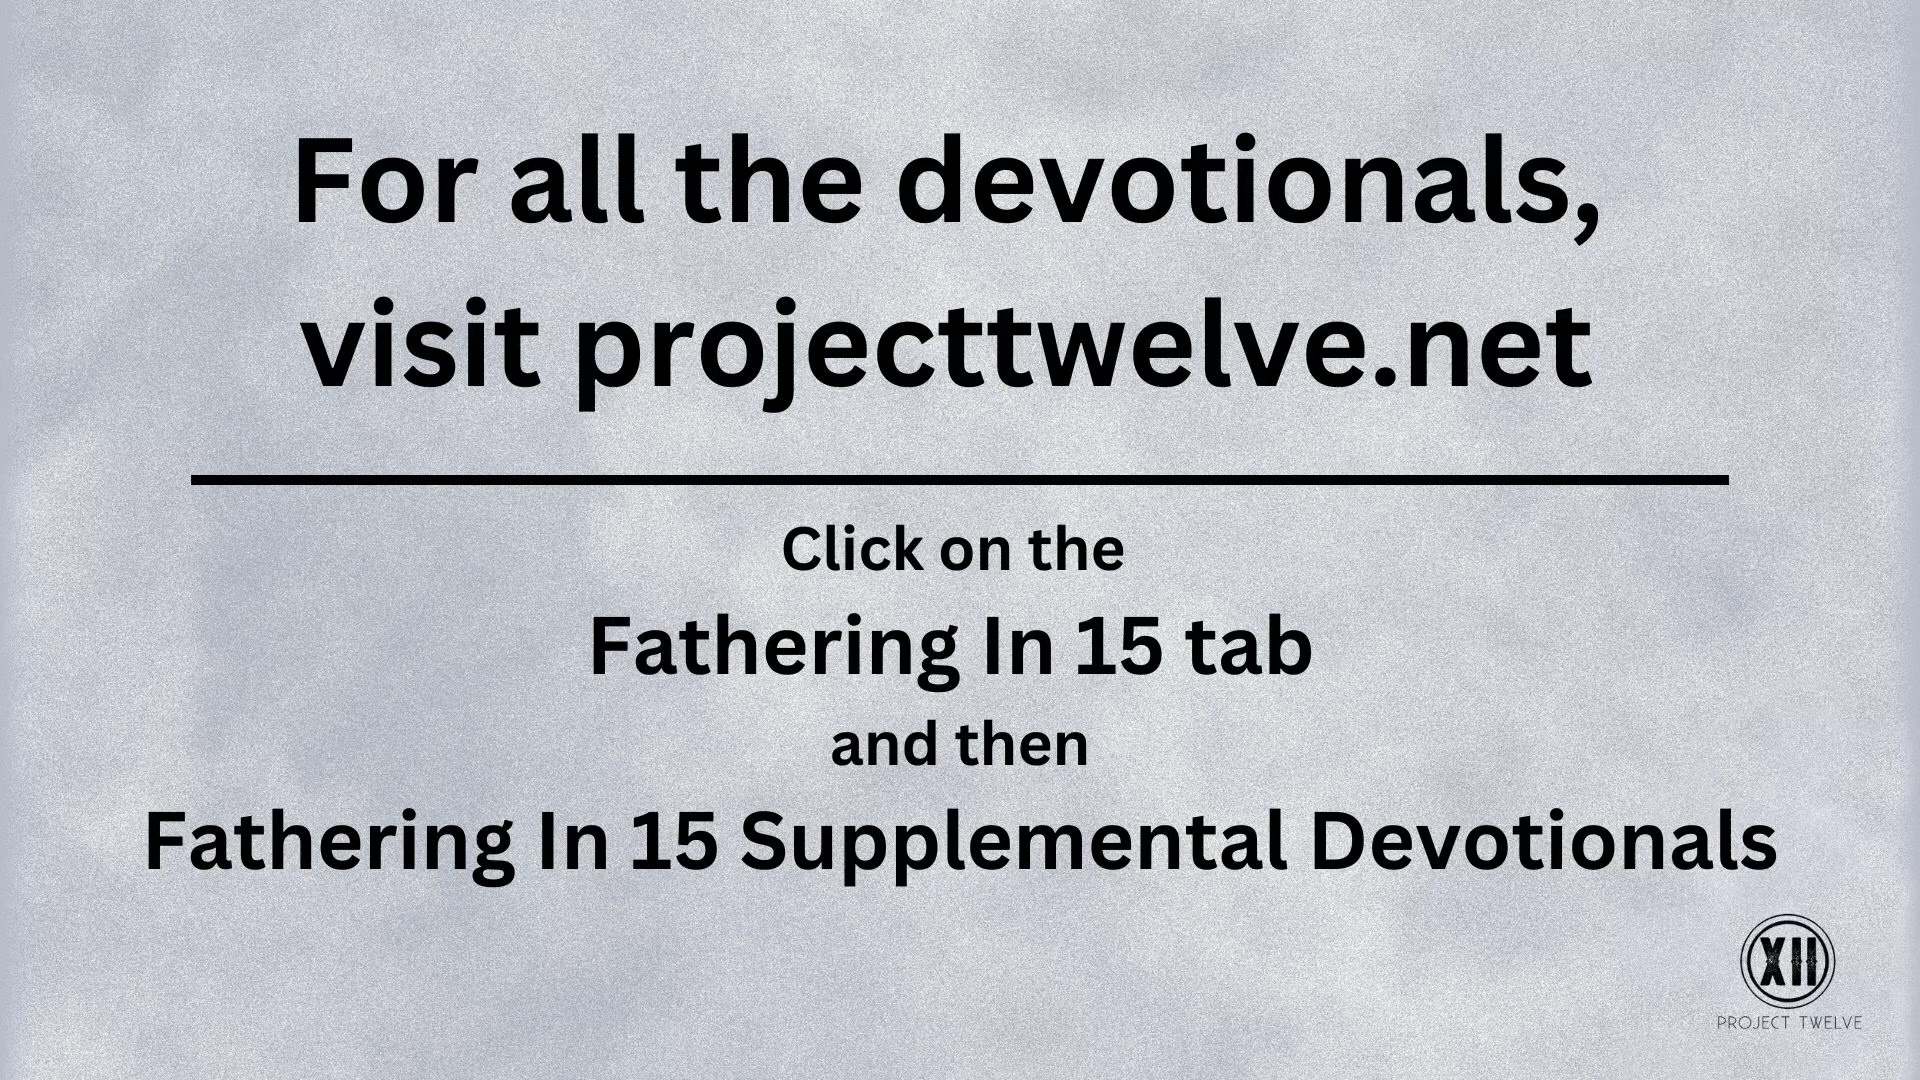 For all the devotionals,
visit projecttwelve.net
Click on the
Fathering In 15 tab
and then
Fathering In 15 Supplemental Devotionals
XII
PROJECT TWELVE